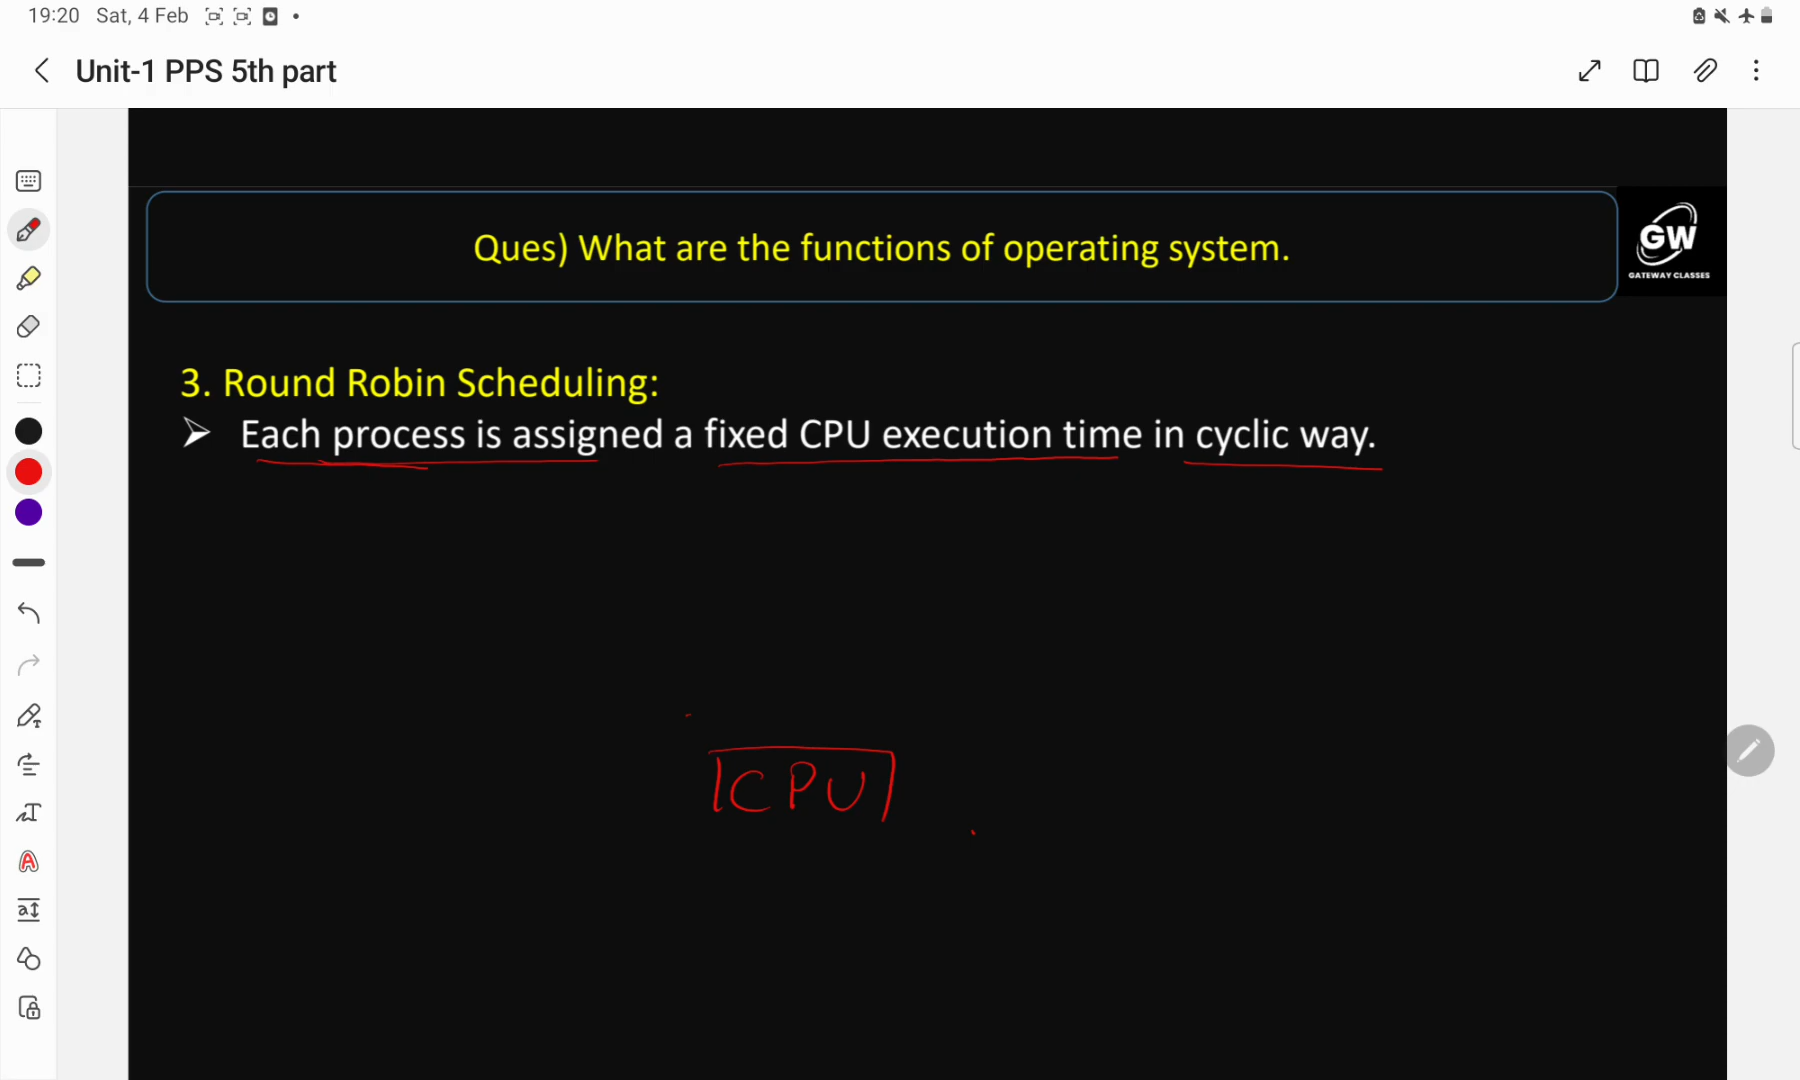 19:20 Sat, 4 Feb
Unit-1 PPS 5th part
Ques) What are the functions of operating system.
GW
GATEWAY CLASSES
3. Round Robin Scheduling:
➢ Each process is assigned a fixed CPU execution time in cyclic way.
CPU